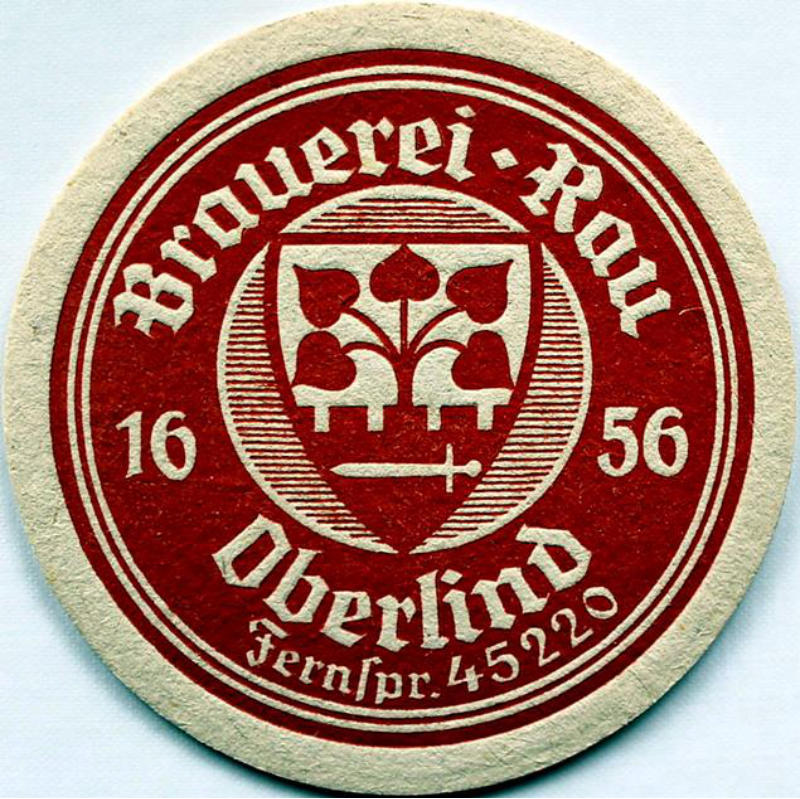 Brauerei · Rau
16 56
Oberlind
Fernſpr. 45220